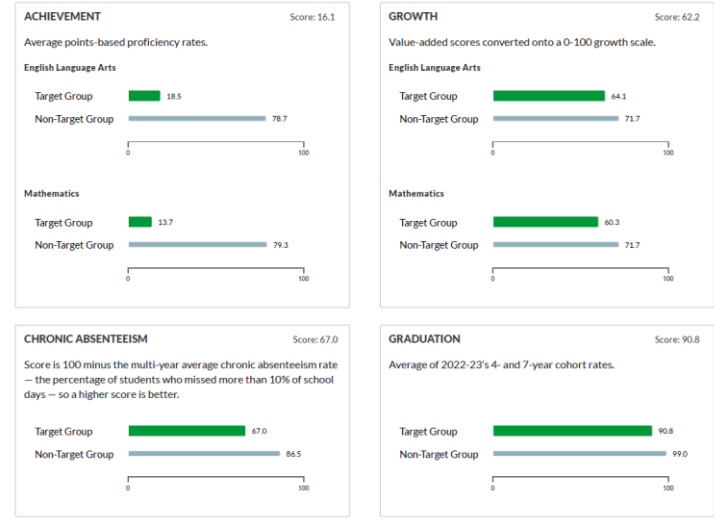 ACHIEVEMENT Score: 16.1
Average points-based proficiency rates.
English Language Arts
Target Group 18.5
Non-Target Group 78.7
0 100
Mathematics
Target Group 13.7
Non-Target Group 79.3
0 100
GROWTH Score: 62.2
Value-added scores converted onto a 0-100 growth scale.
English Language Arts
Target Group 64.1
Non-Target Group 71.7
0 100
Mathematics
Target Group 60.3
Non-Target Group 71.7
0 100
CHRONIC ABSENTEEISM Score: 67.0
Score is 100 minus the multi-year average chronic absenteeism rate
— the percentage of students who missed more than 10% of school
days — so a higher score is better.
Target Group 67.0
Non-Target Group 86.5
0 100
GRADUATION Score: 90.8
Average of 2022-23's 4- and 7-year cohort rates.
Target Group 90.8
Non-Target Group 99.0
0 100